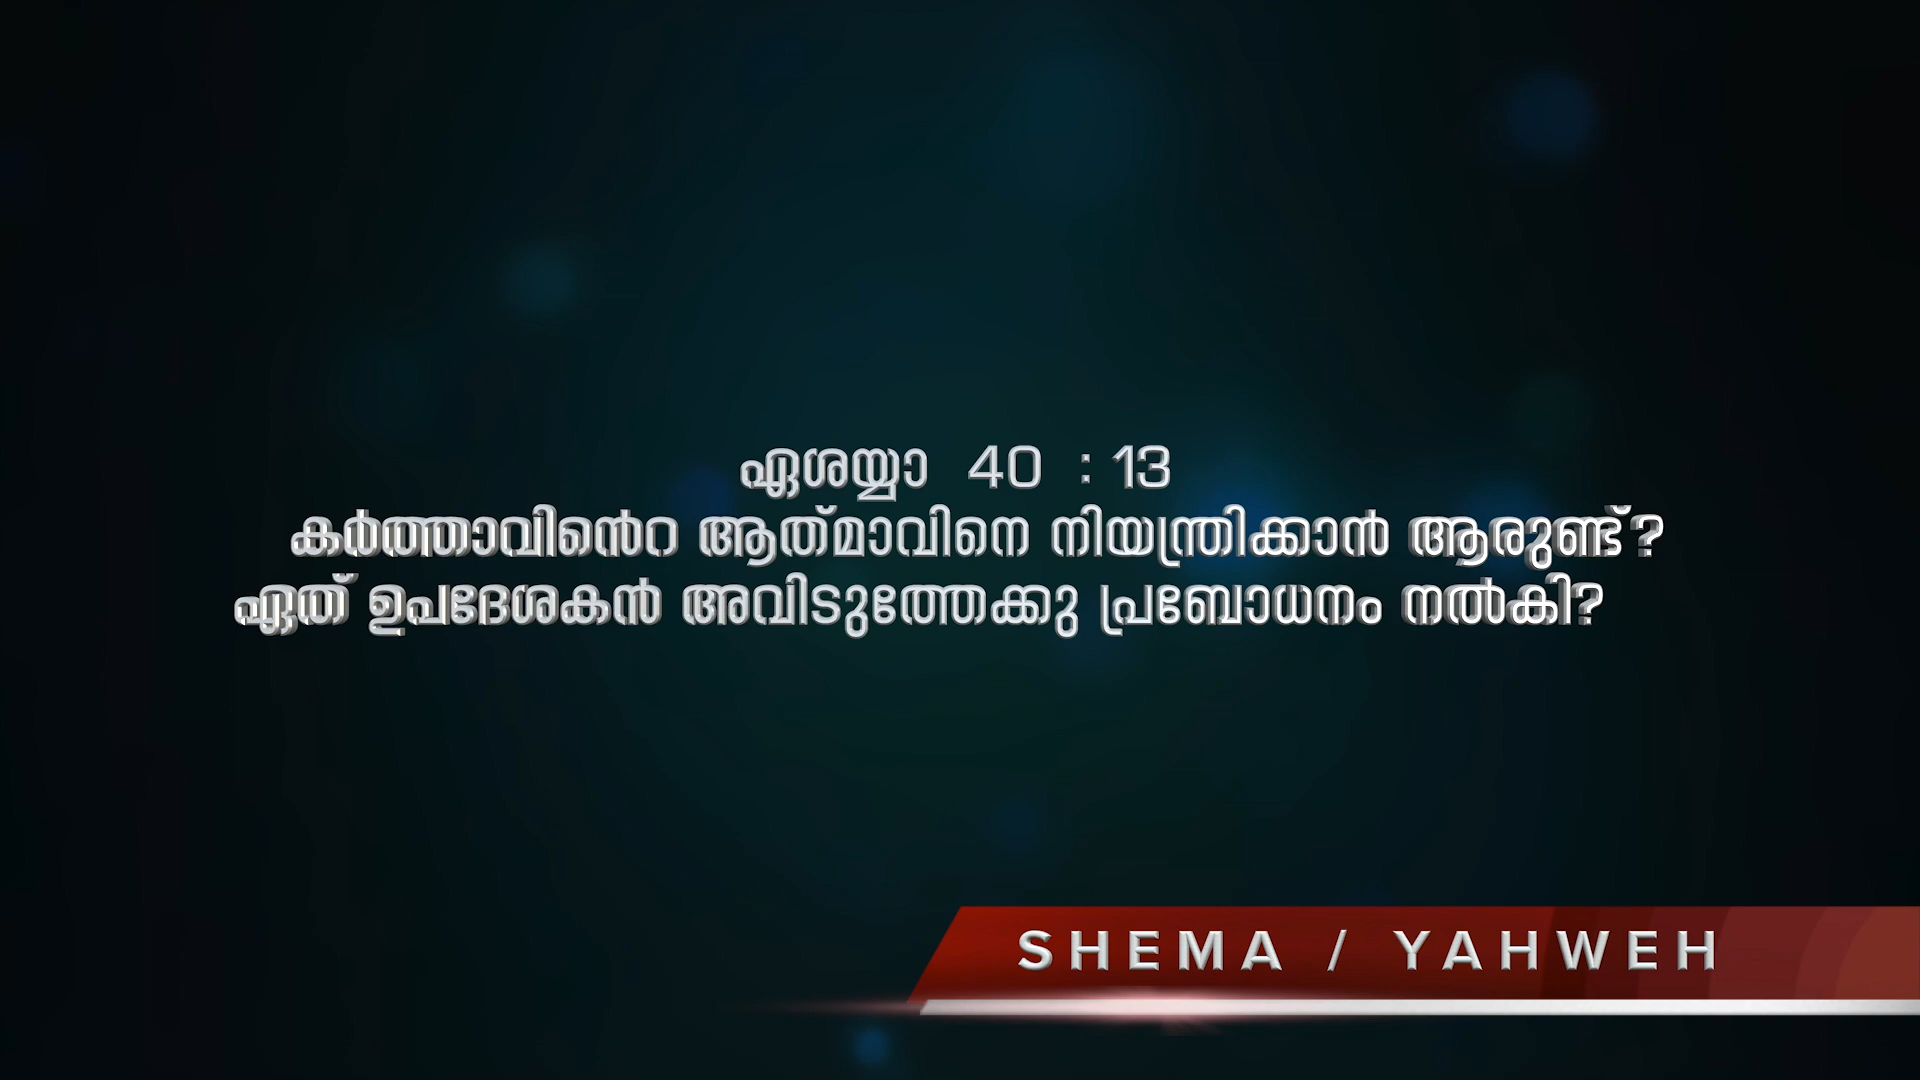 ഏശയ്യാ 40 : 13
കർത്താവിൻെറ ആത്‌മാവിനെ നിയന്ത്രിക്കാൻ ആരുണ്ട്?
ഏത് ഉപദേശകൻ അവിടുത്തേക്കു പ്രബോധനം നൽകി?
SHEMA / YAHWEH